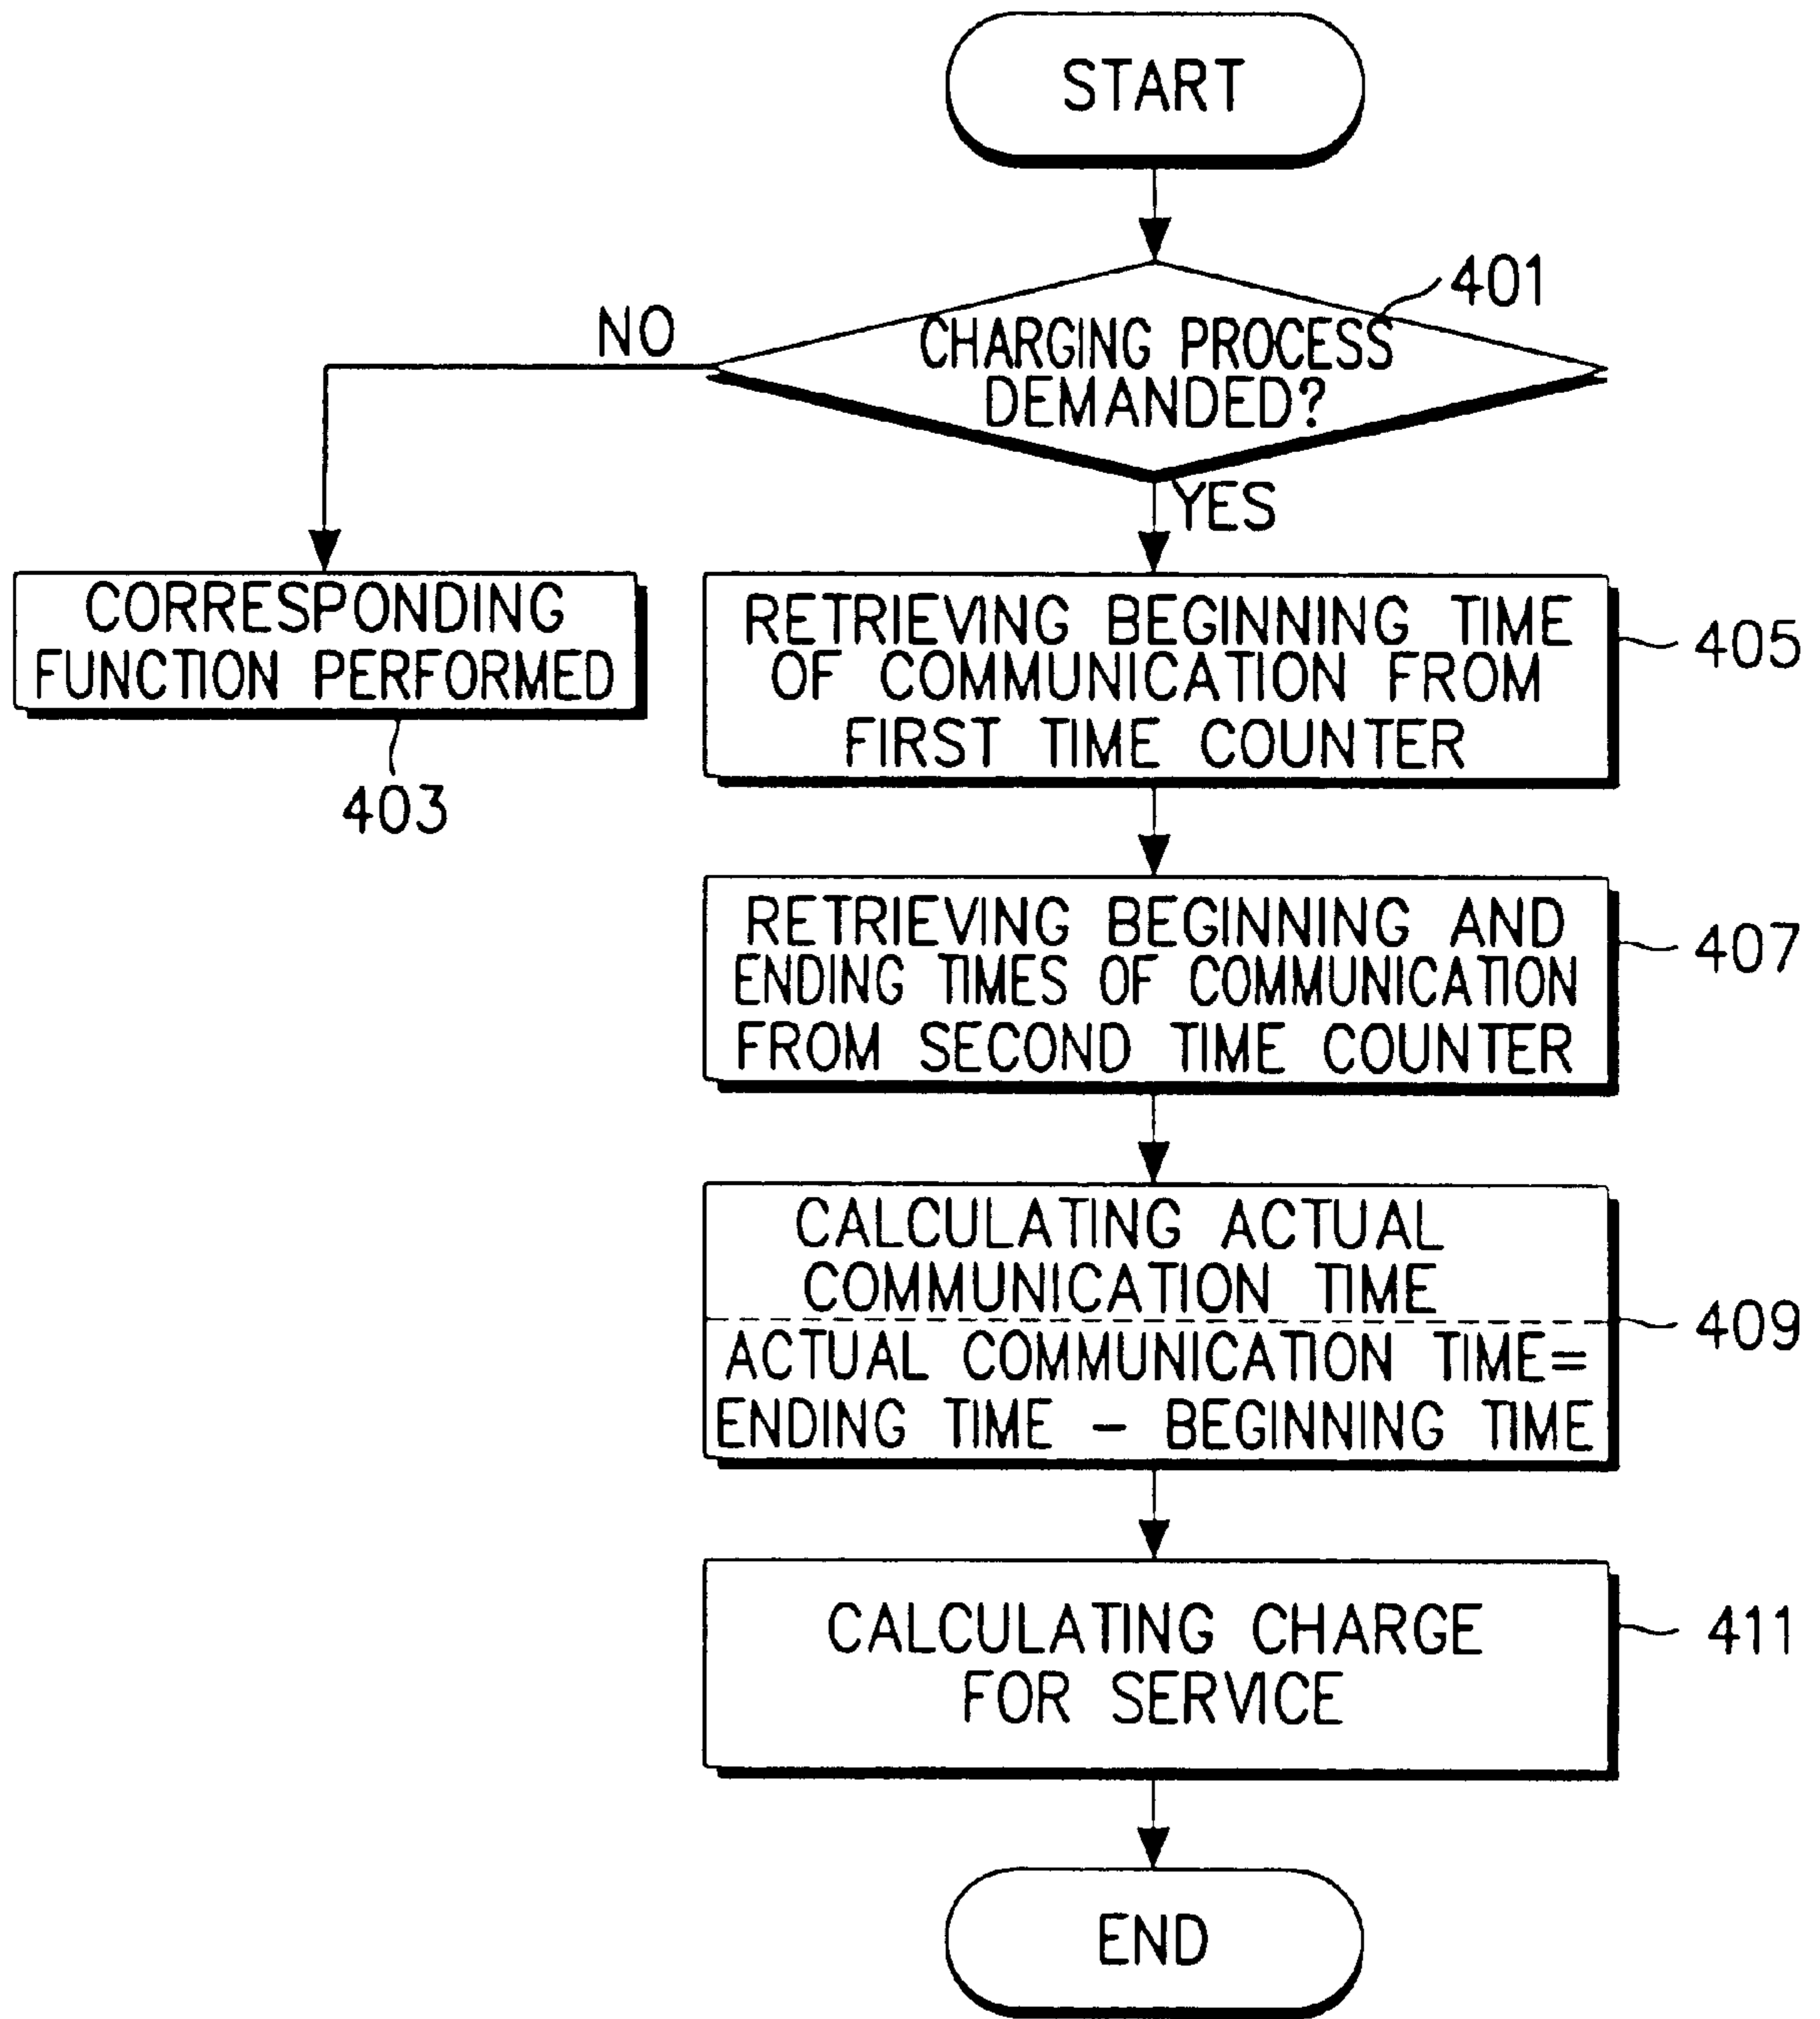 START
401
CHARGING PROCESS
DEMANDED?
NO
YES
CORRESPONDING
FUNCTION PERFORMED
403
RETRIEVING BEGINNING TIME
OF COMMUNICATION FROM
FIRST TIME COUNTER
405
RETRIEVING BEGINNING AND
ENDING TIMES OF COMMUNICATION
FROM SECOND TIME COUNTER
407
CALCULATING ACTUAL
COMMUNICATION TIME
ACTUAL COMMUNICATION TIME=
ENDING TIME - BEGINNING TIME
409
CALCULATING CHARGE
FOR SERVICE
411
END